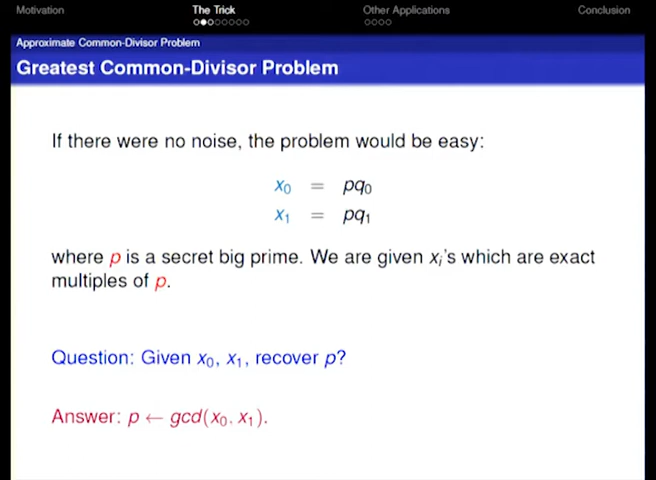 Motivation The Trick Other Applications Conclusion
Approximate Common-Divisor Problem
Greatest Common-Divisor Problem
If there were no noise, the problem would be easy:
x₀ = pq₀
x₁ = pq₁
where p is a secret big prime. We are given xᵢ's which are exact
multiples of p.
Question: Given x₀, x₁, recover p?
Answer: p ← gcd(x₀, x₁).